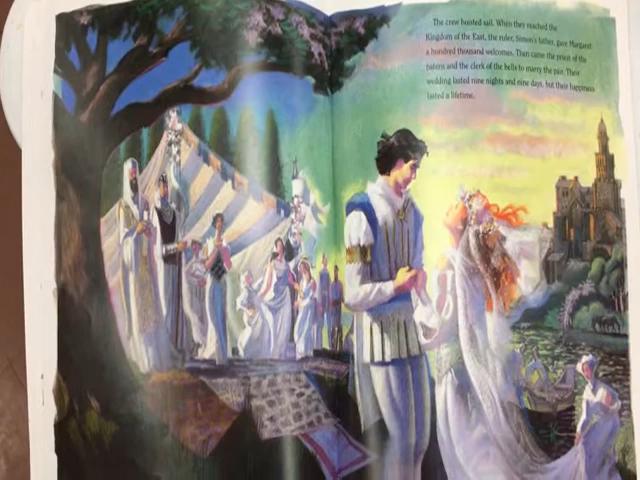 The crew hoisted sail. When they reached the
Kingdom of the East, the ruler, Simon's father, gave Margaret
a hundred thousand welcomes. Then came the priest of the
patens and the clerk of the bells to marry the pair. Their
wedding lasted nine nights and nine days, but their happiness
lasted a lifetime.